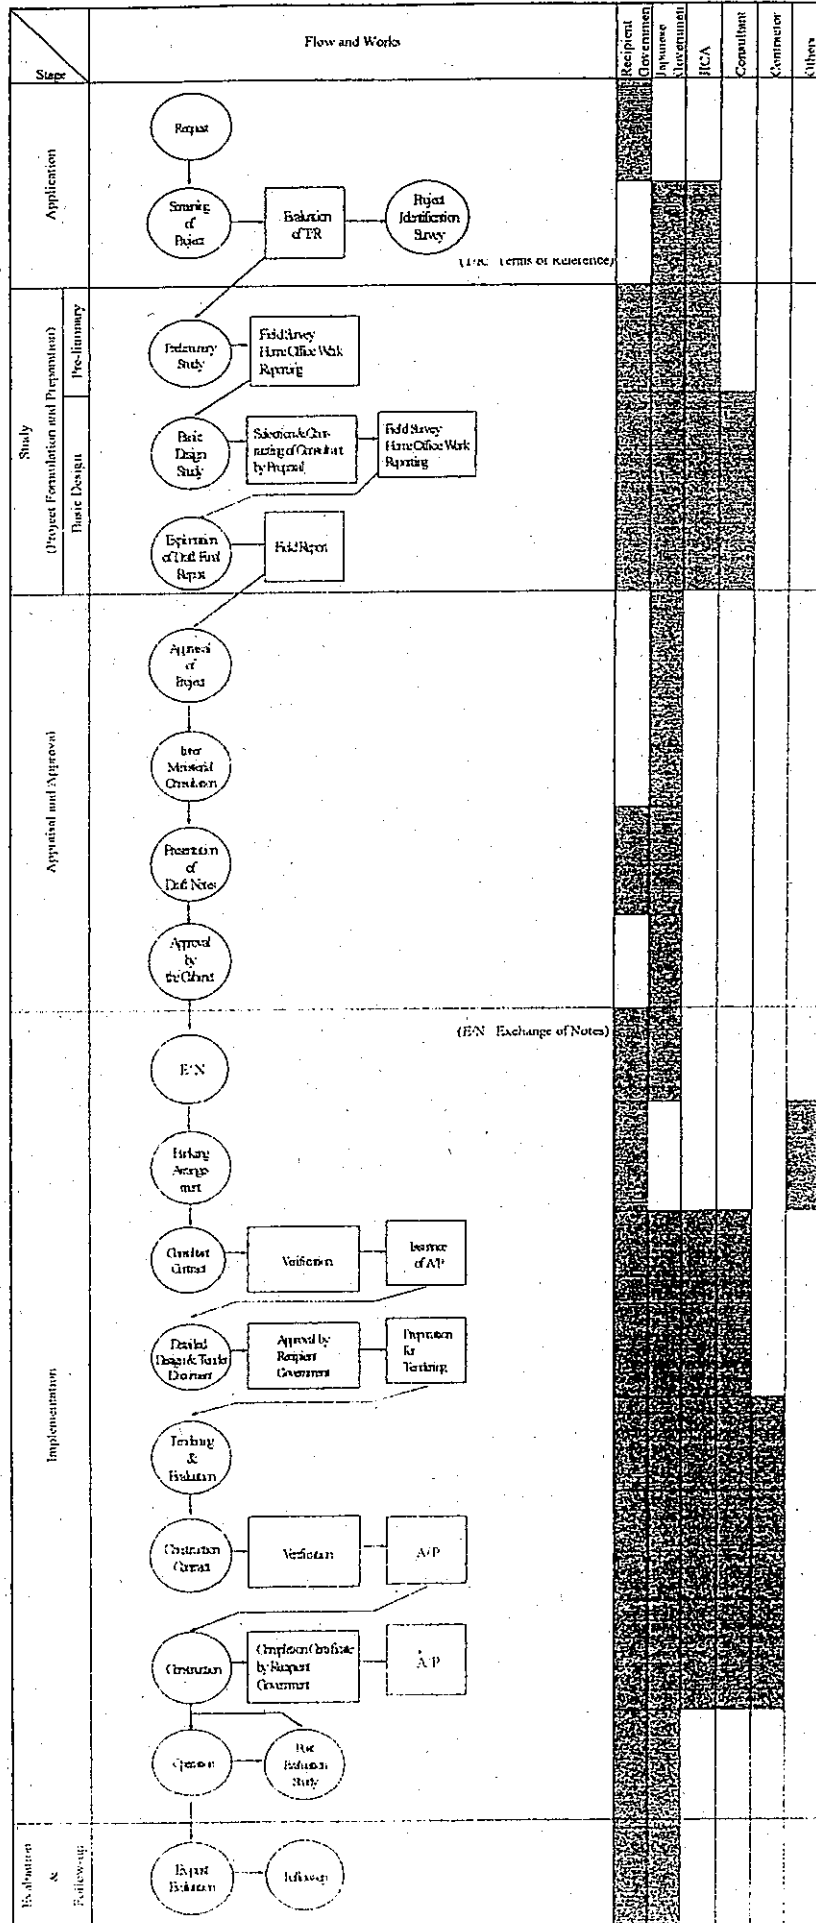 Stage
Flow and Works
Recipient
Governmen
Japanese
Government
JICA
Consultant
Contractor
Others
Application
Request
Screening
of
Project
Evaluation
of T/R
Project
Identification
Survey
(T/R: Terms of Reference)
Study
(Project Formulation and Preparation)
Pre-liminary
Basic Design
Preliminary
Study
Field Survey
Home Office Work
Reporting
Basic
Design
Study
Selection & Con-
tracting of Consultant
by Proposal
Field Survey
Home Office Work
Reporting
Explanation
of Draft Final
Report
Field Report
Appraisal and Approval
Appraisal
of
Project
Inter
Ministerial
Consultation
Presentation
of
Draft Notes
Approval
by
the Cabinet
Implementation
(E/N: Exchange of Notes)
E/N
Banking
Arrange
ment
Consultant
Contract
Verification
Issuance
of A/P
Detailed
Design & Tender
Document
Approval by
Recipient
Government
Preparation
for
Tendering
Tendering
&
Evaluation
Construction
Contract
Verification
A/P
Construction
Completion Certificate
by Recipient
Government
A/P
Operation
Post
Evaluation
Study
Evaluation
&
Follow-up
Ex-post
Evaluation
Follow-up